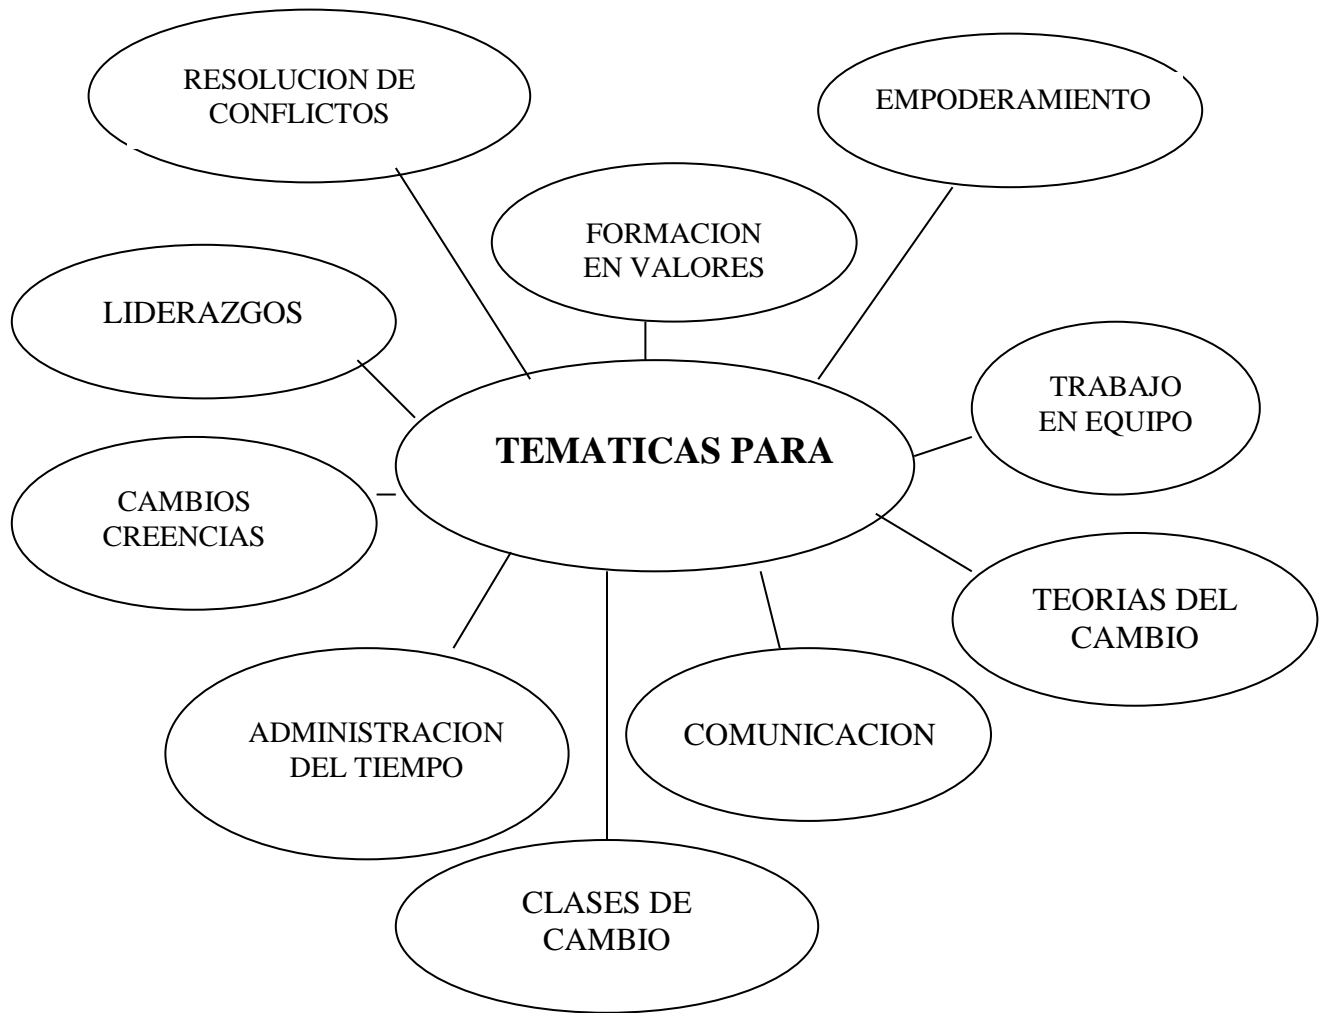 RESOLUCION DE
CONFLICTOS
EMPODERAMIENTO
FORMACION
EN VALORES
LIDERAZGOS
TRABAJO
EN EQUIPO
TEMATICAS PARA
CAMBIOS
CREENCIAS
TEORIAS DEL
CAMBIO
ADMINISTRACION
DEL TIEMPO
COMUNICACION
CLASES DE
CAMBIO